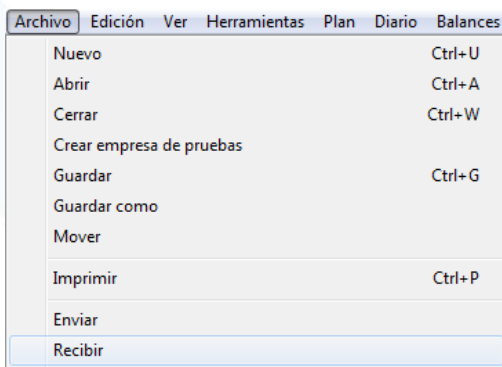 Archivo Edición Ver Herramientas Plan Diario Balances
Nuevo Ctrl+U
Abrir Ctrl+A
Cerrar Ctrl+W
Crear empresa de pruebas
Guardar Ctrl+G
Guardar como
Mover
Imprimir Ctrl+P
Enviar
Recibir